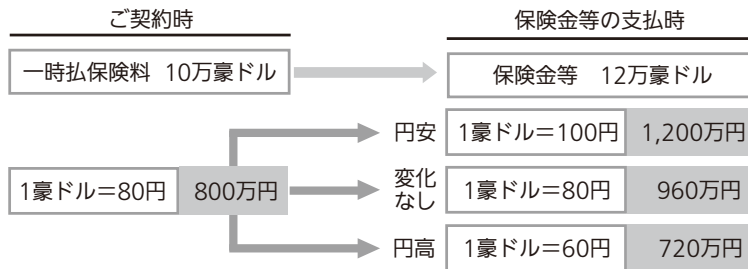 ご契約時
保険金等の支払時
一時払保険料 10万豪ドル
保険金等 12万豪ドル
円安 1豪ドル＝100円 1,200万円
1豪ドル＝80円 800万円
変化
なし
1豪ドル＝80円 960万円
円高 1豪ドル＝60円 720万円